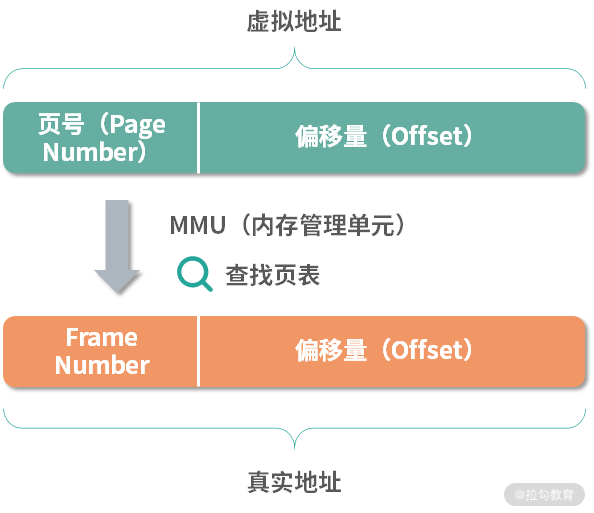 虚拟地址
页号（Page
Number）
偏移量（Offset）
MMU（内存管理单元）
查找页表
Frame
Number
偏移量（Offset）
真实地址
@拉勾教育